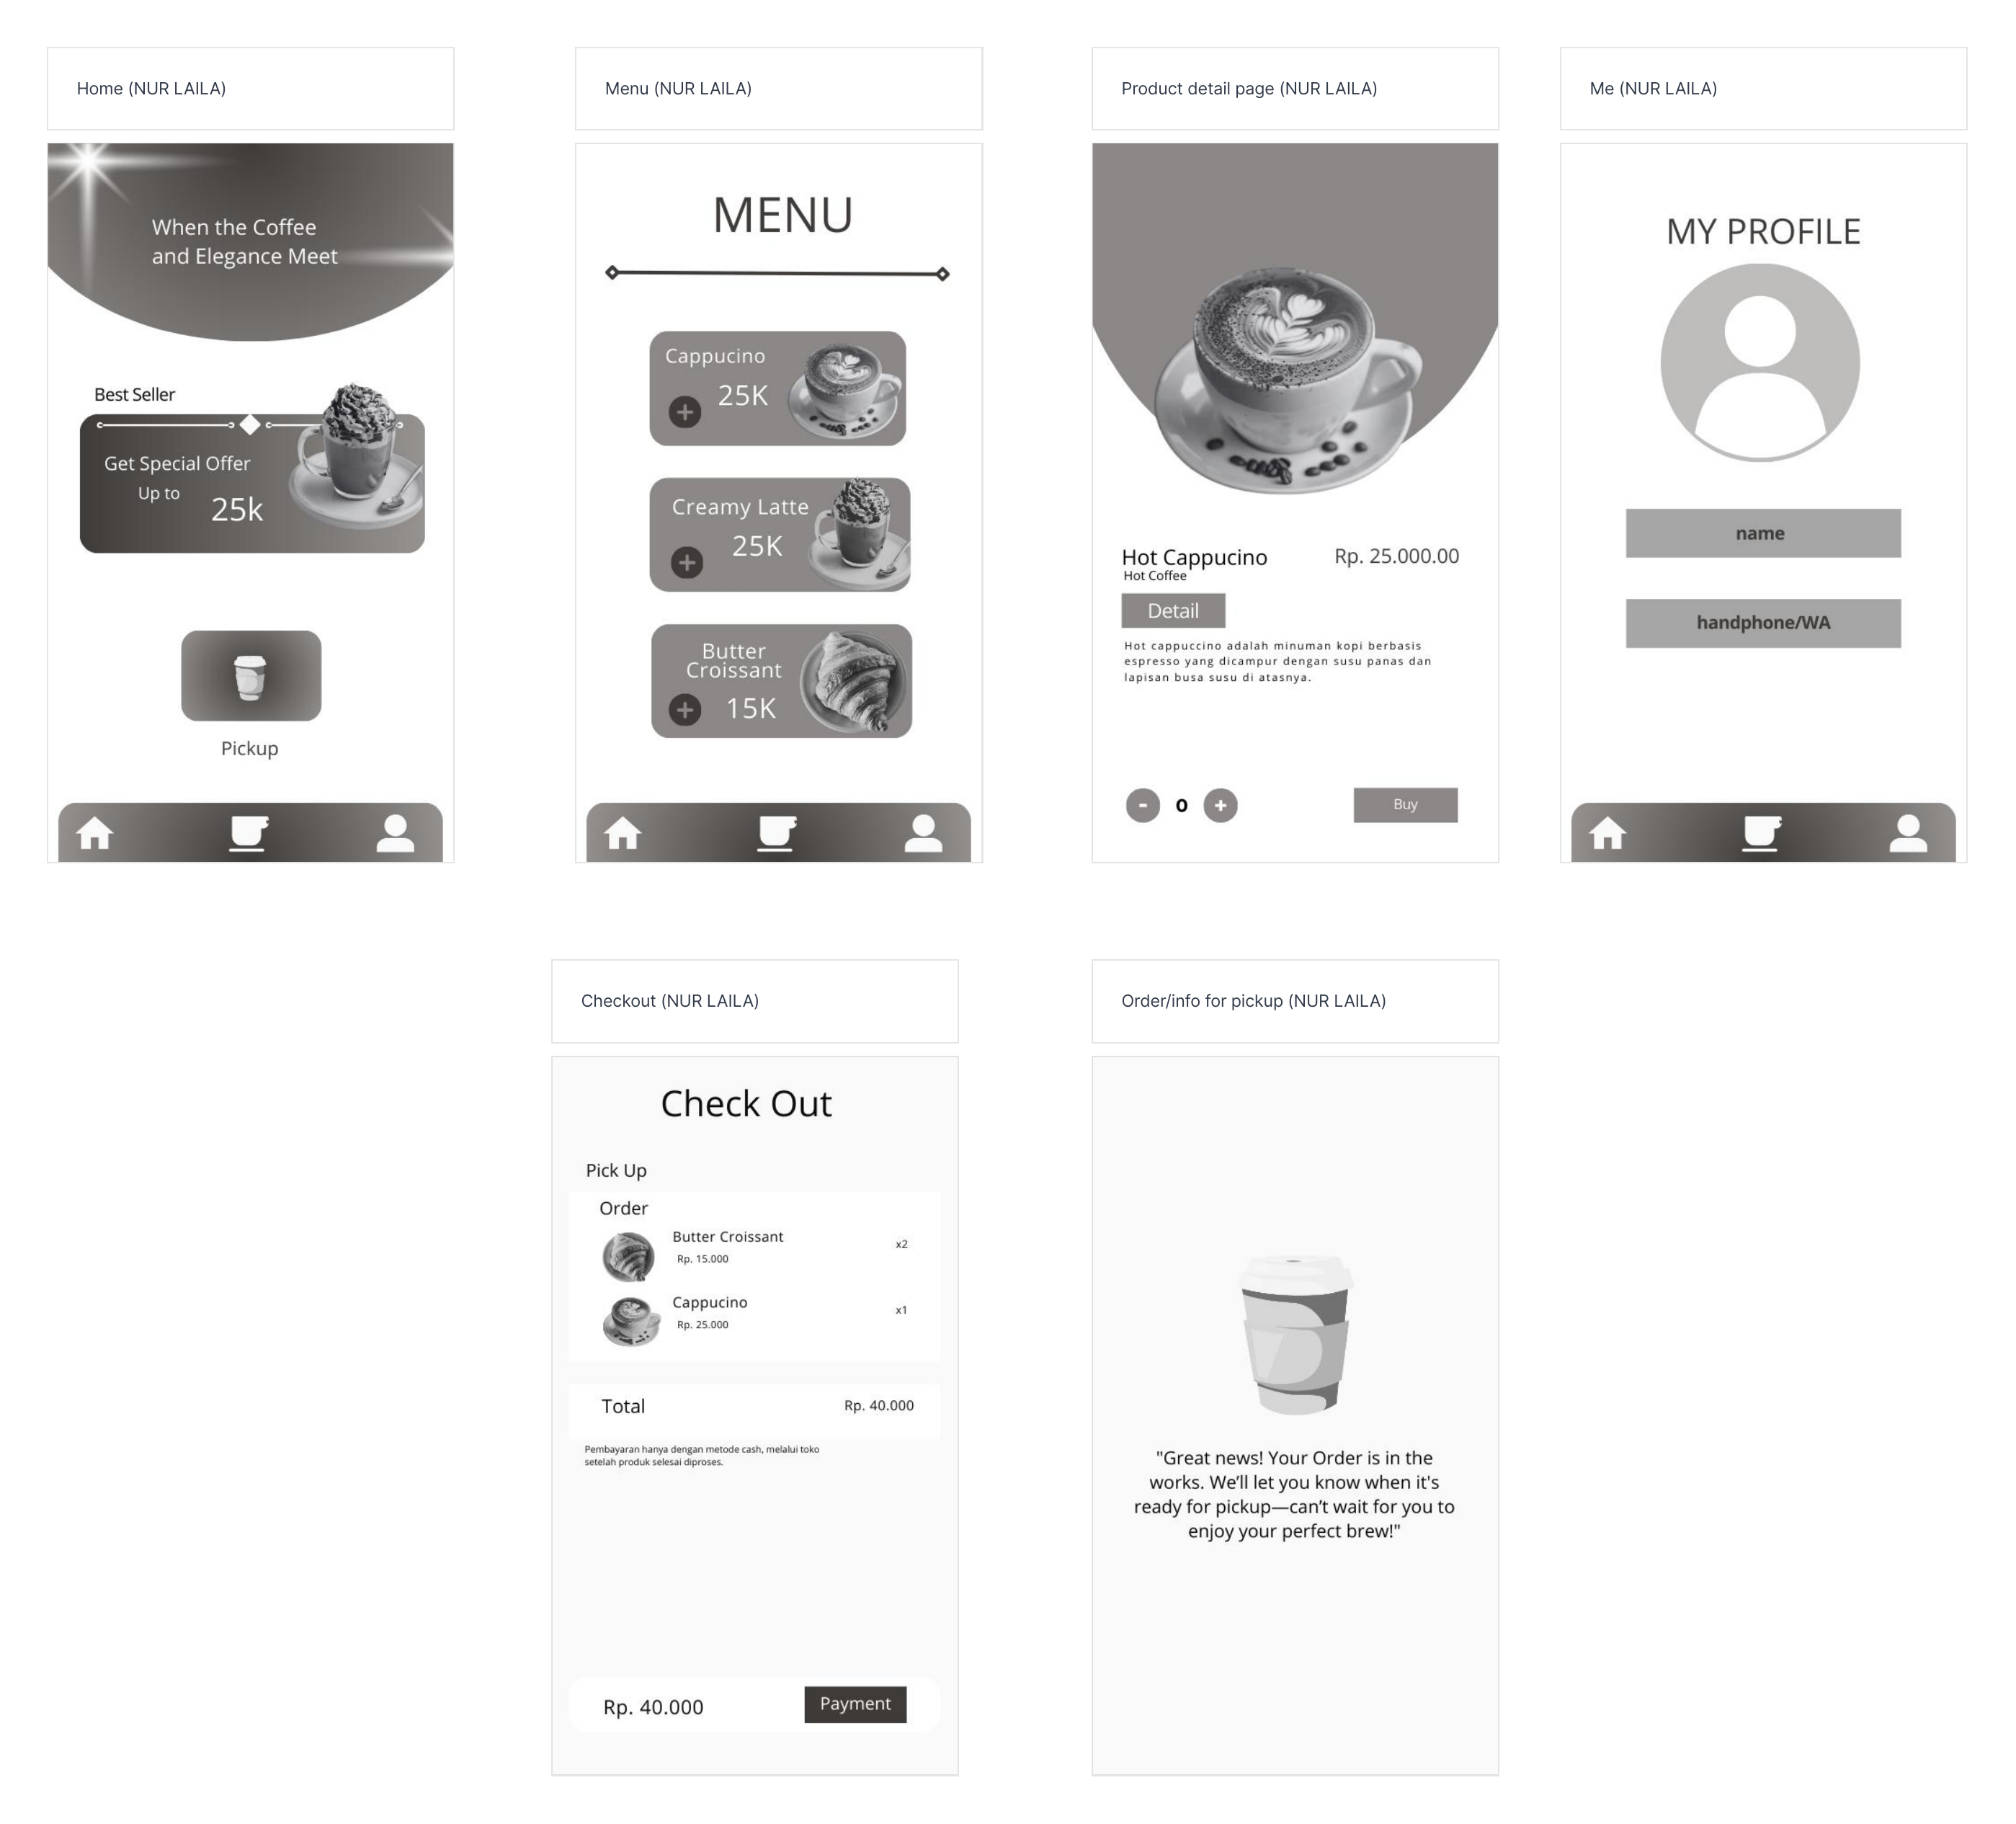 Home (NUR LAILA)
When the Coffee
and Elegance Meet
Best Seller
Get Special Offer
Up to
25k
Pickup
Menu (NUR LAILA)
MENU
Cappucino
25K
Creamy Latte
25K
Butter
Croissant
15K
Product detail page (NUR LAILA)
Hot Cappucino
Rp. 25.000.00
Hot Coffee
Detail
Hot cappuccino adalah minuman kopi berbasis
espresso yang dicampur dengan susu panas dan
lapisan busa susu di atasnya.
- 0 +
Buy
Me (NUR LAILA)
MY PROFILE
name
handphone/WA
Checkout (NUR LAILA)
Check Out
Pick Up
Order
Butter Croissant
x2
Rp. 15.000
Cappucino
x1
Rp. 25.000
Total
Rp. 40.000
Pembayaran hanya dengan metode cash, melalui toko
setelah produk selesai diproses.
Rp. 40.000
Payment
Order/info for pickup (NUR LAILA)
"Great news! Your Order is in the
works. We’ll let you know when it's
ready for pickup—can’t wait for you to
enjoy your perfect brew!"